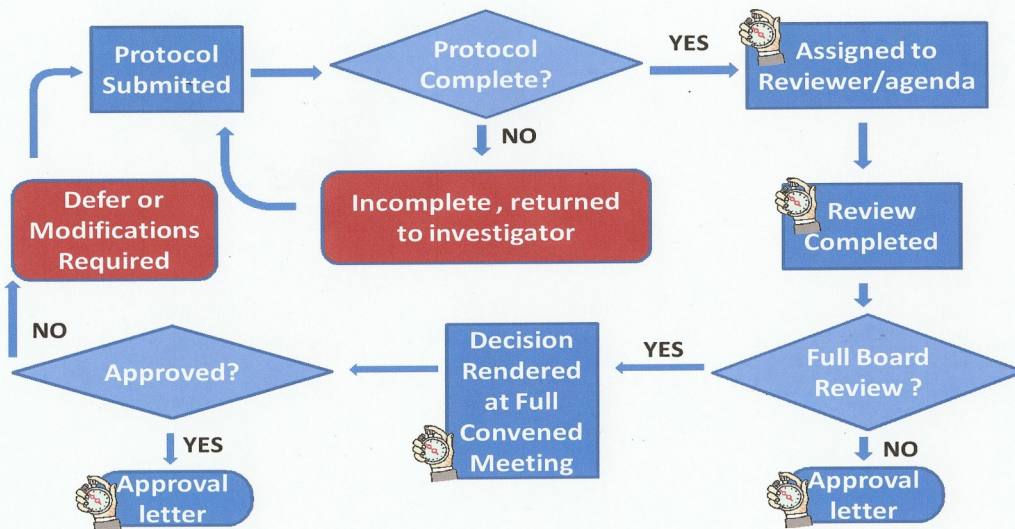 Protocol
Submitted
Protocol
Complete?
YES
Assigned to
Reviewer/agenda
NO
Defer or
Modifications
Required
Incomplete , returned
to investigator
Review
Completed
NO
Approved?
Decision
Rendered
at Full
Convened
Meeting
YES
Full Board
Review ?
YES
NO
Approval
letter
Approval
letter